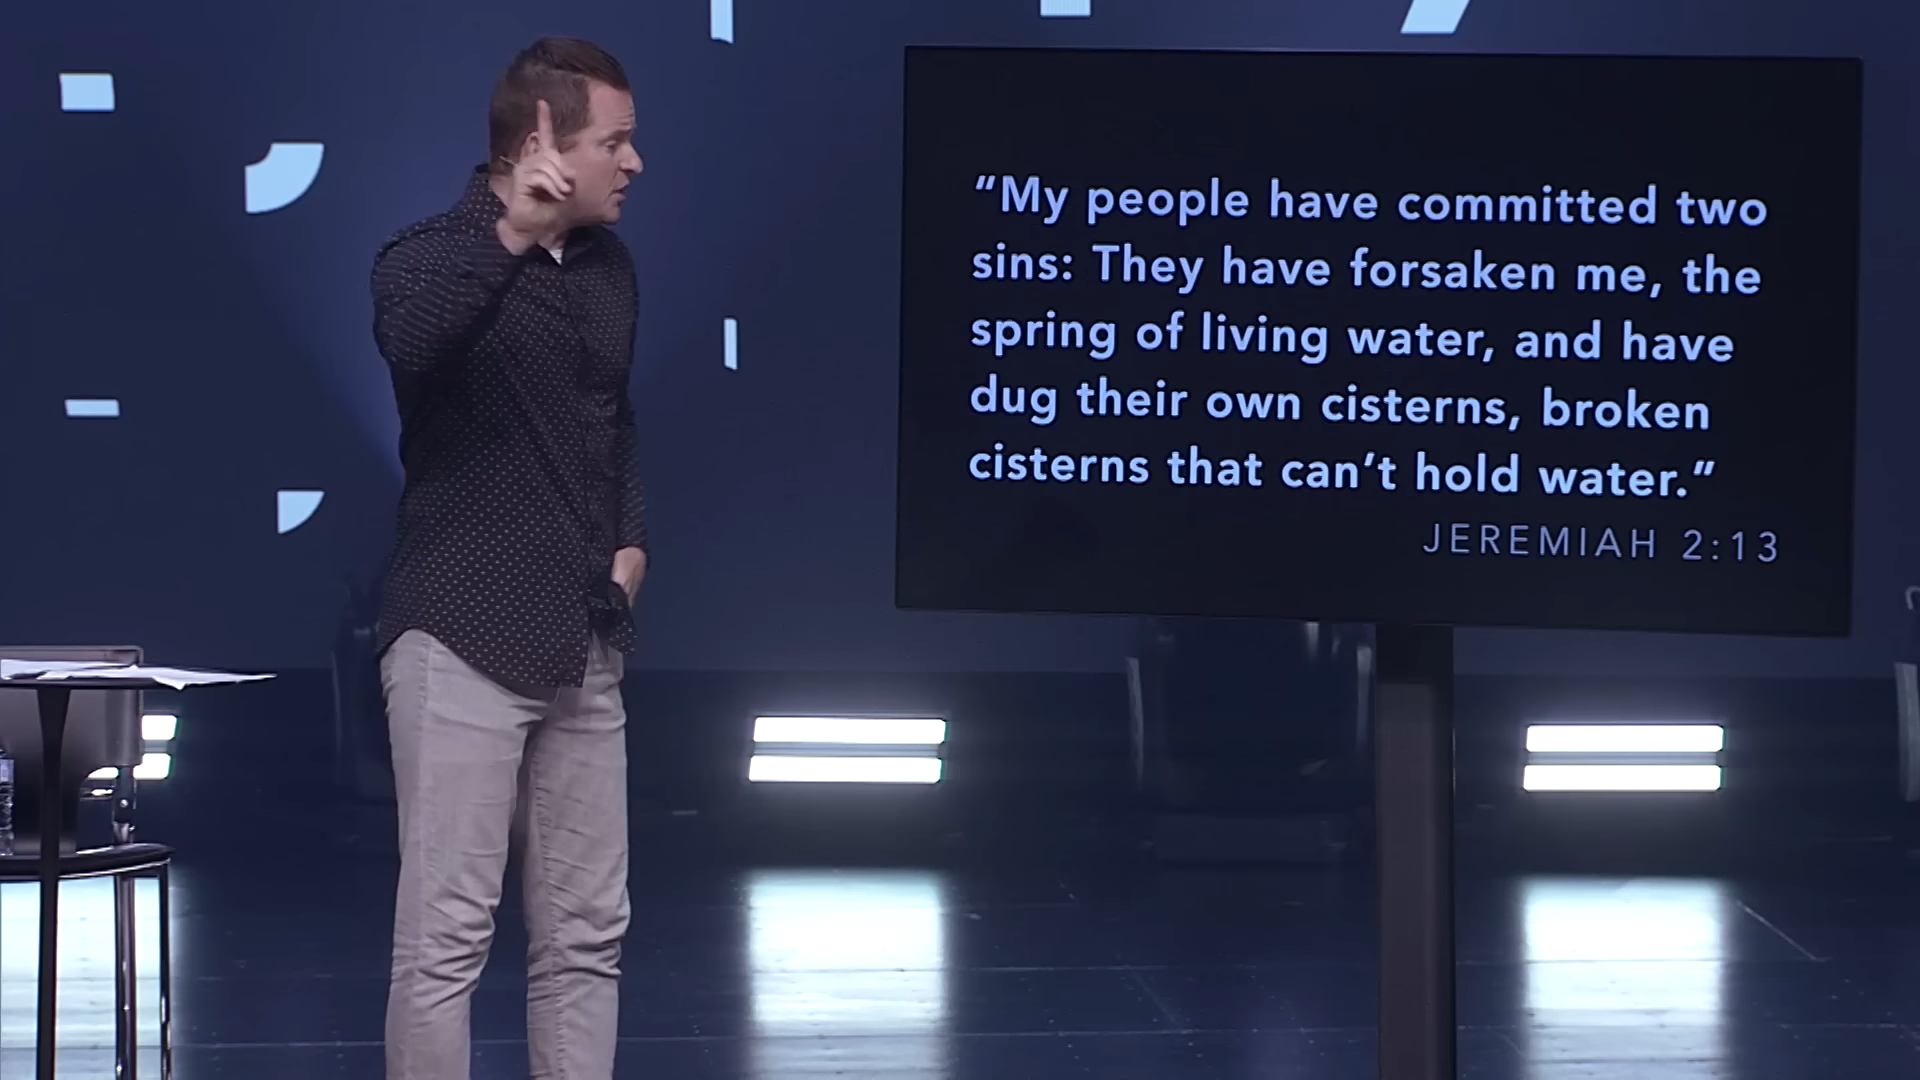 “My people have committed two
sins: They have forsaken me, the
spring of living water, and have
dug their own cisterns, broken
cisterns that can’t hold water.”
JEREMIAH 2:13